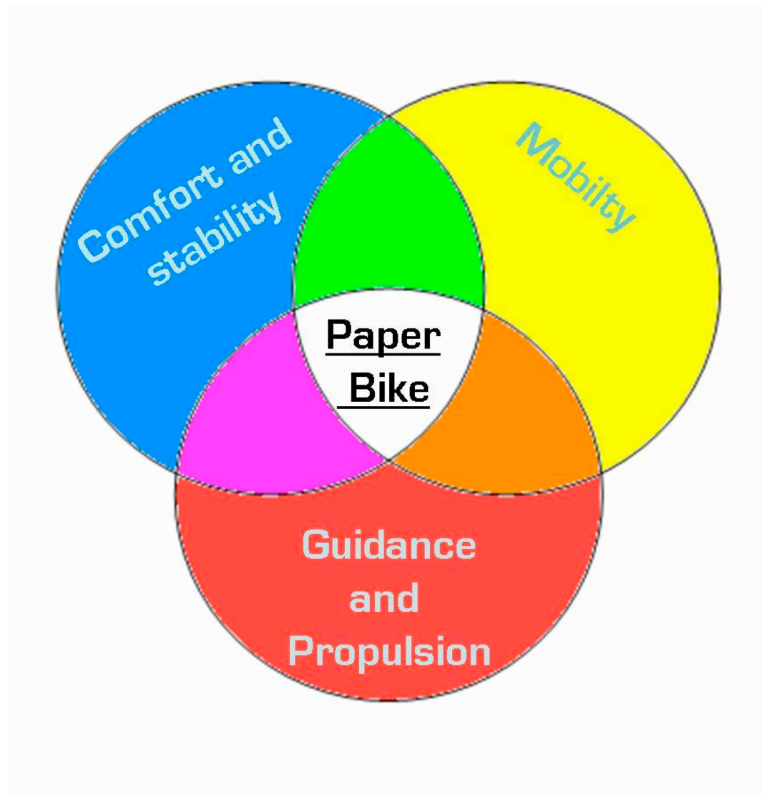 Comfort and
stability
Mobilty
Paper
Bike
Guidance
and
Propulsion